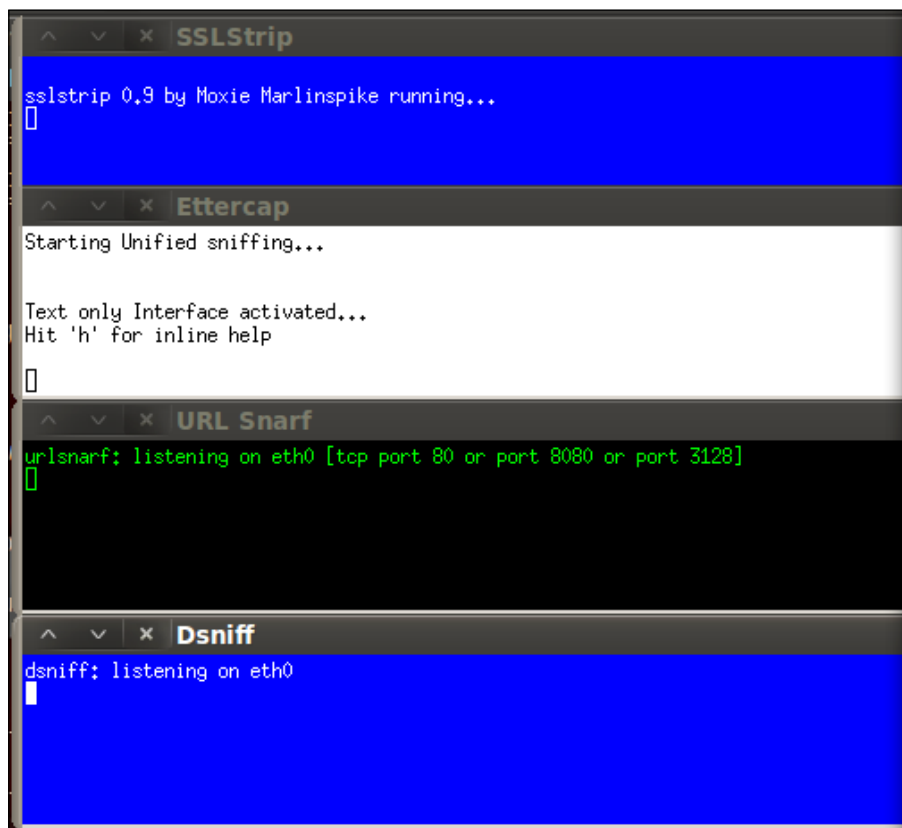 SSLStrip
sslstrip 0.9 by Moxie Marlinspike running...
Ettercap
Starting Unified sniffing...
Text only Interface activated...
Hit 'h' for inline help
URL Snarf
urlsnarf: listening on eth0 [tcp port 80 or port 8080 or port 3128]
Dsniff
dsniff: listening on eth0